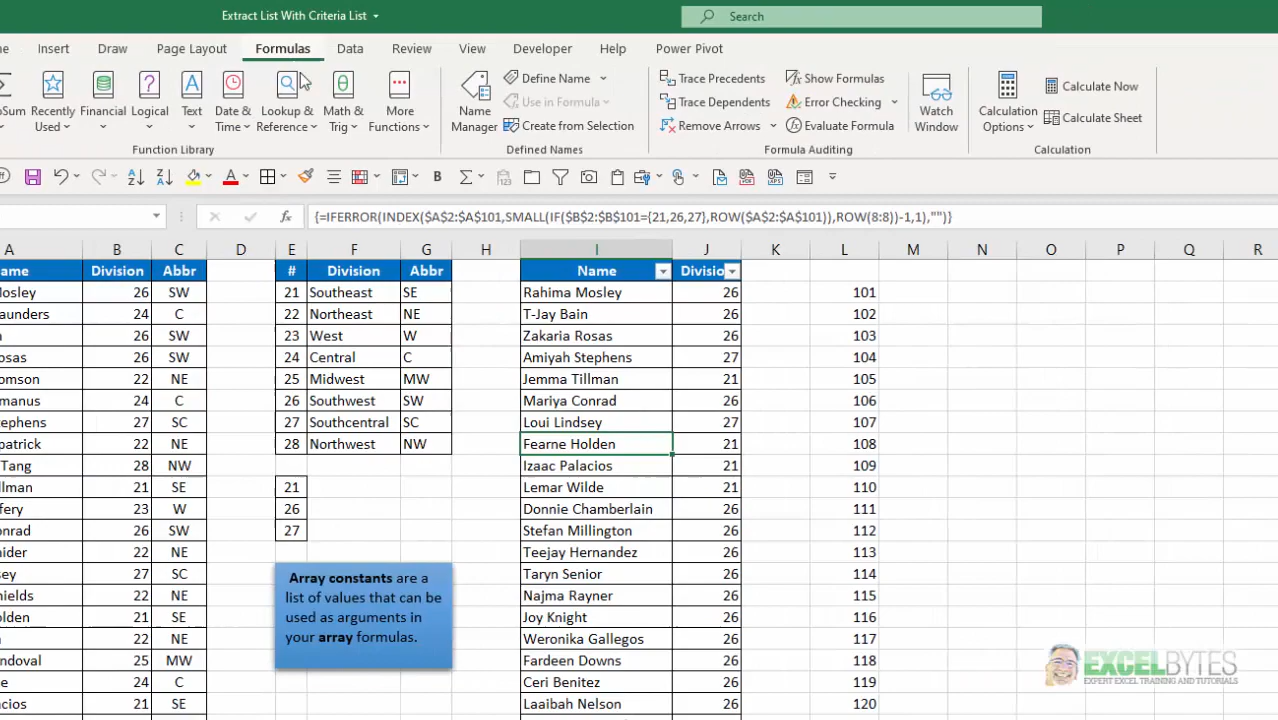 Extract List With Criteria List
Search
Insert Draw Page Layout Formulas Data Review View Developer Help Power Pivot
Recently Used Financial Logical Text Date & Time Lookup & Reference Math & Trig More Functions
Function Library
Name Manager
Define Name
Use in Formula
Create from Selection
Defined Names
Trace Precedents Show Formulas
Trace Dependents Error Checking
Remove Arrows Evaluate Formula
Formula Auditing
Watch Window
Calculation Options
Calculate Now
Calculate Sheet
Calculation
{=IFERROR(INDEX($A$2:$A$101,SMALL(IF($B$2:$B$101={21,26,27},ROW($A$2:$A$101)),ROW(8:8))-1,1),"")}
A B C D E F G H I J K L M N O P Q R
ame Division Abbr # Division Abbr Name Divisio
Mosley 26 SW 21 Southeast SE Rahima Mosley 26 101
aunders 24 C 22 Northeast NE T-Jay Bain 26 102
a 26 SW 23 West W Zakaria Rosas 26 103
osas 26 SW 24 Central C Amiyah Stephens 27 104
omson 22 NE 25 Midwest MW Jemma Tillman 21 105
manus 24 C 26 Southwest SW Mariya Conrad 26 106
tephens 27 SC 27 Southcentral SC Loui Lindsey 27 107
patrick 22 NE 28 Northwest NW Fearne Holden 21 108
Tang 28 NW Izaac Palacios 21 109
llman 21 SE 21 Lemar Wilde 21 110
fery 23 W 26 Donnie Chamberlain 26 111
onrad 26 SW 27 Stefan Millington 26 112
nider 22 NE Teejay Hernandez 26 113
sey 27 SC Taryn Senior 26 114
hields 22 NE Najma Rayner 26 115
olden 21 SE Joy Knight 26 116
22 NE Weronika Gallegos 26 117
ndoval 25 MW Fardeen Downs 26 118
e 24 C Ceri Benitez 26 119
acios 21 SE Laaibah Nelson 26 120
Array constants are a
list of values that can be
used as arguments in
your array formulas.
EXCELBYTES
EXPERT EXCEL TRAINING AND TUTORIALS